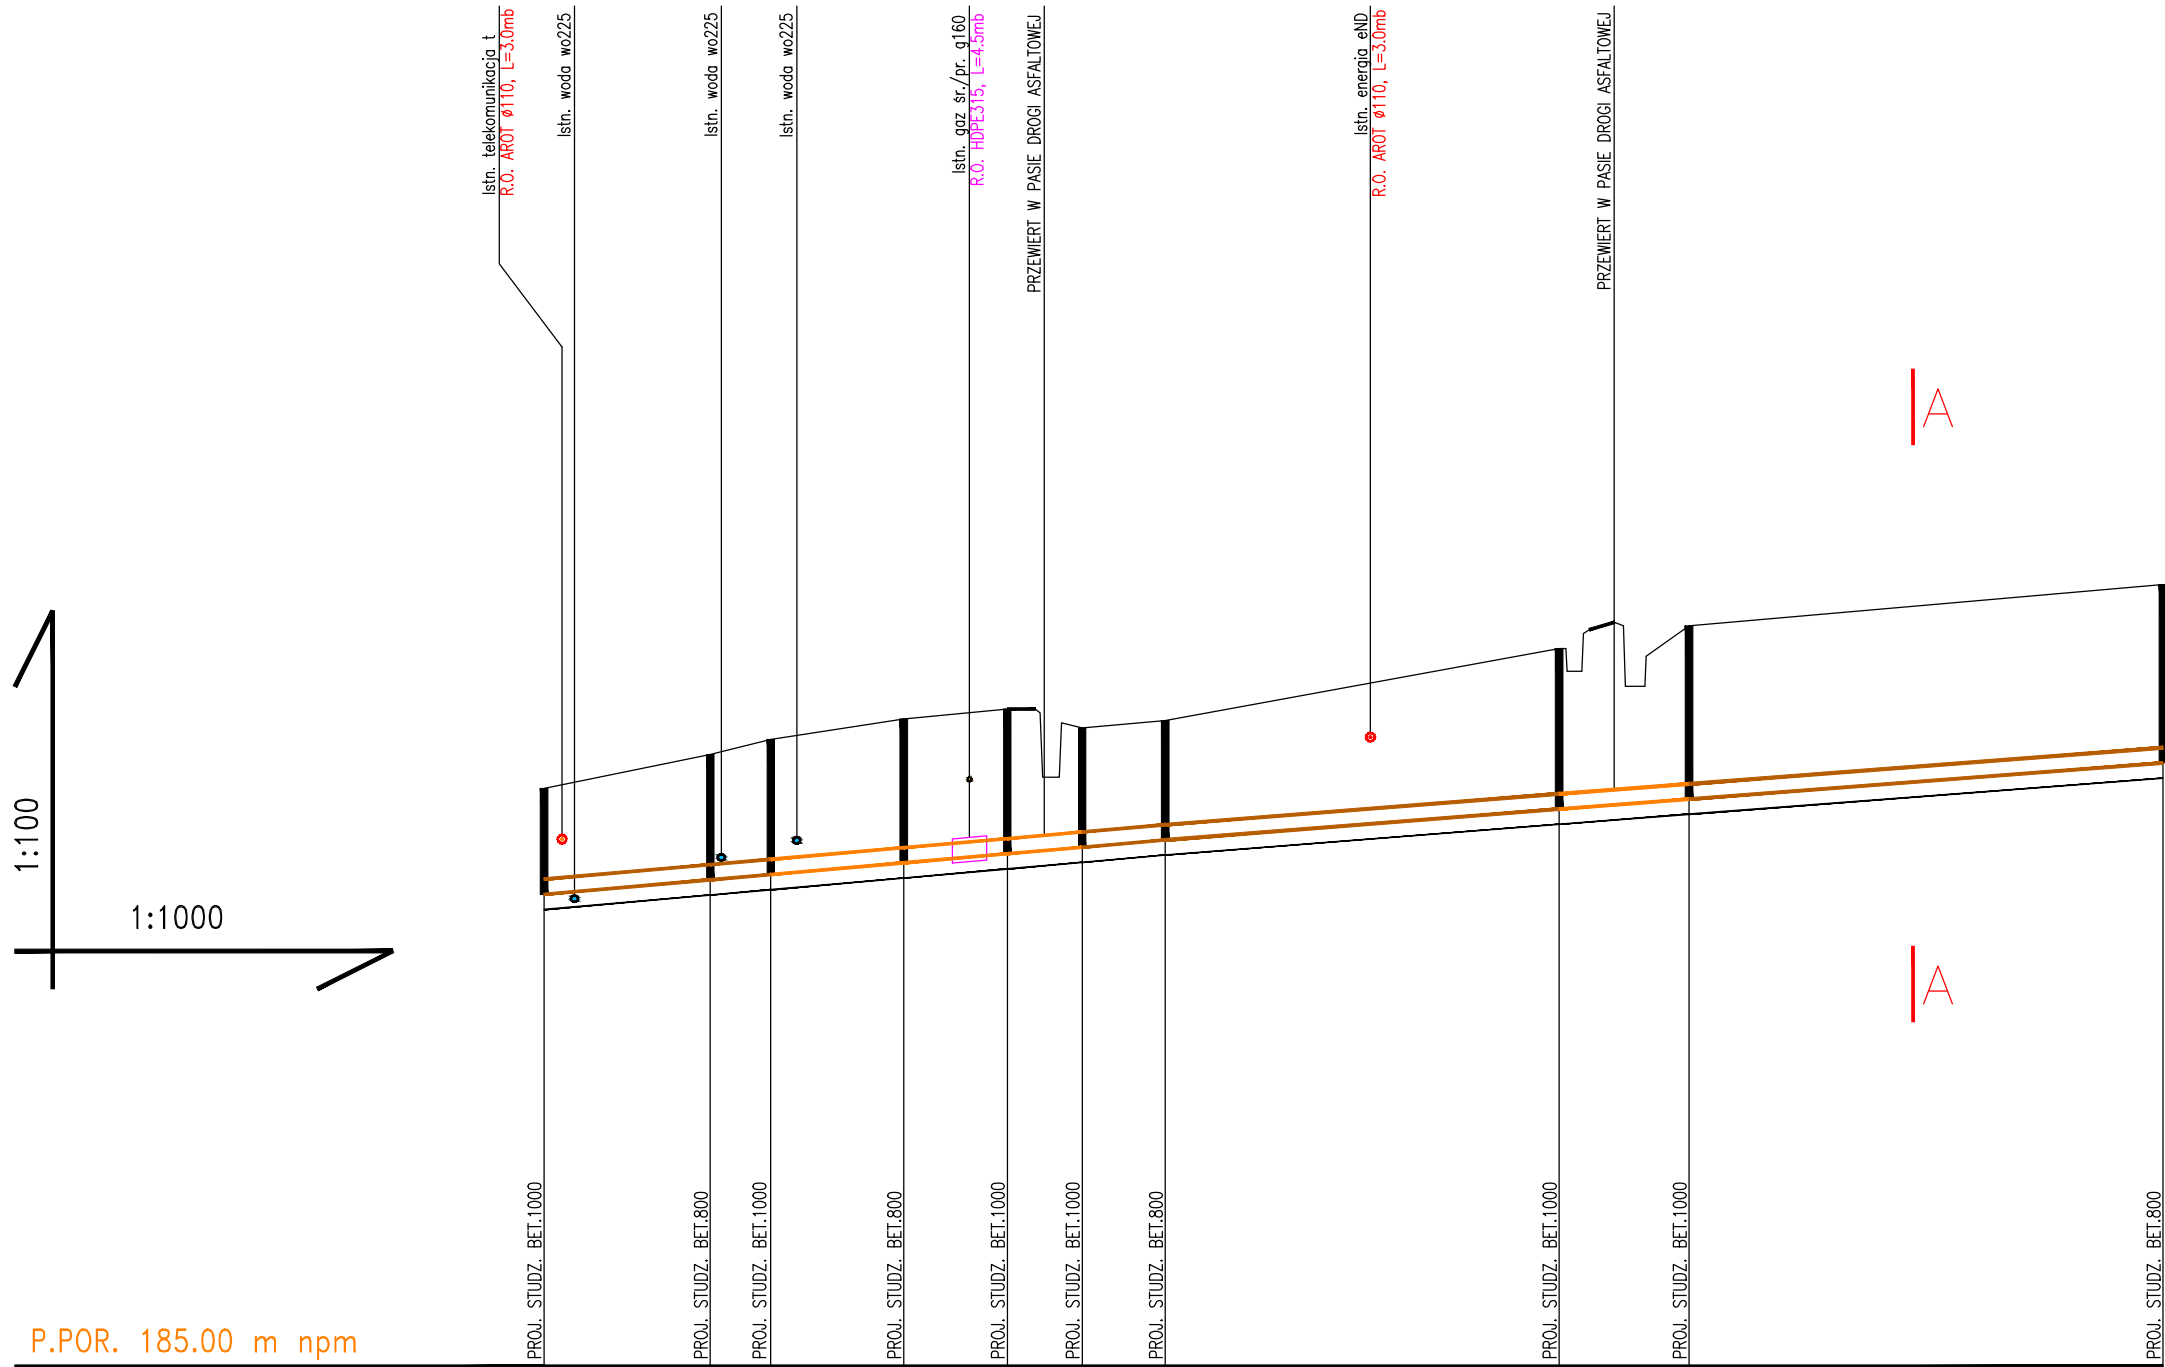 Istn. telekomunikacja t
R.O. AROT ø110, L=3.0mb
Istn. woda wo225
Istn. woda wo225
Istn. woda wo225
Istn. gaz śr./pr. g160
R.O. HDPE315, L=4.5mb
PRZEWIERT W PASIE DROGI ASFALTOWEJ
Istn. energia eND
R.O. AROT ø110, L=3.0mb
PRZEWIERT W PASIE DROGI ASFALTOWEJ
A
A
1:100
1:1000
PROJ. STUDZ. BET.1000
PROJ. STUDZ. BET.800
PROJ. STUDZ. BET.1000
PROJ. STUDZ. BET.800
PROJ. STUDZ. BET.1000
PROJ. STUDZ. BET.1000
PROJ. STUDZ. BET.800
PROJ. STUDZ. BET.1000
PROJ. STUDZ. BET.1000
PROJ. STUDZ. BET.800
P.POR. 185.00 m npm